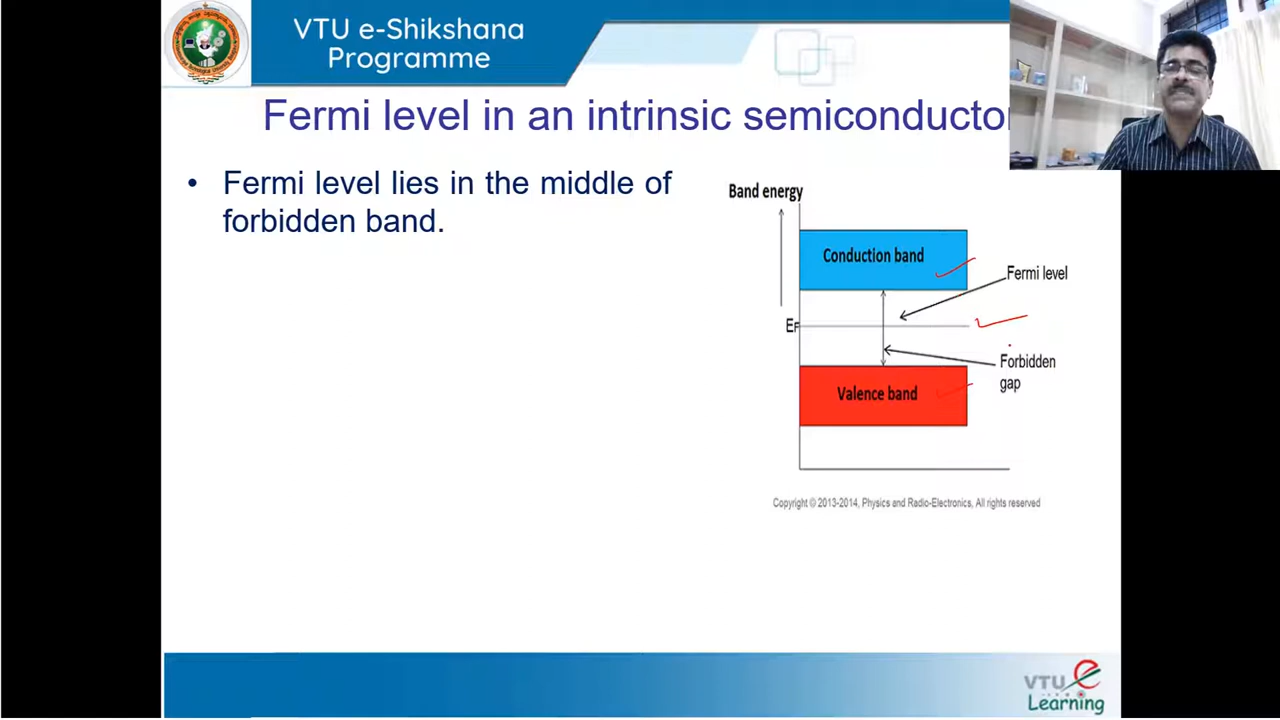 VTU e-Shikshana
Programme
Fermi level in an intrinsic semiconducto
• Fermi level lies in the middle of
forbidden band.
Band energy
Conduction band
Fermi level
EF
Forbidden
gap
Valence band
Copyright © 2013-2014, Physics and Radio-Electronics, All rights reserved
VTU e
Learning